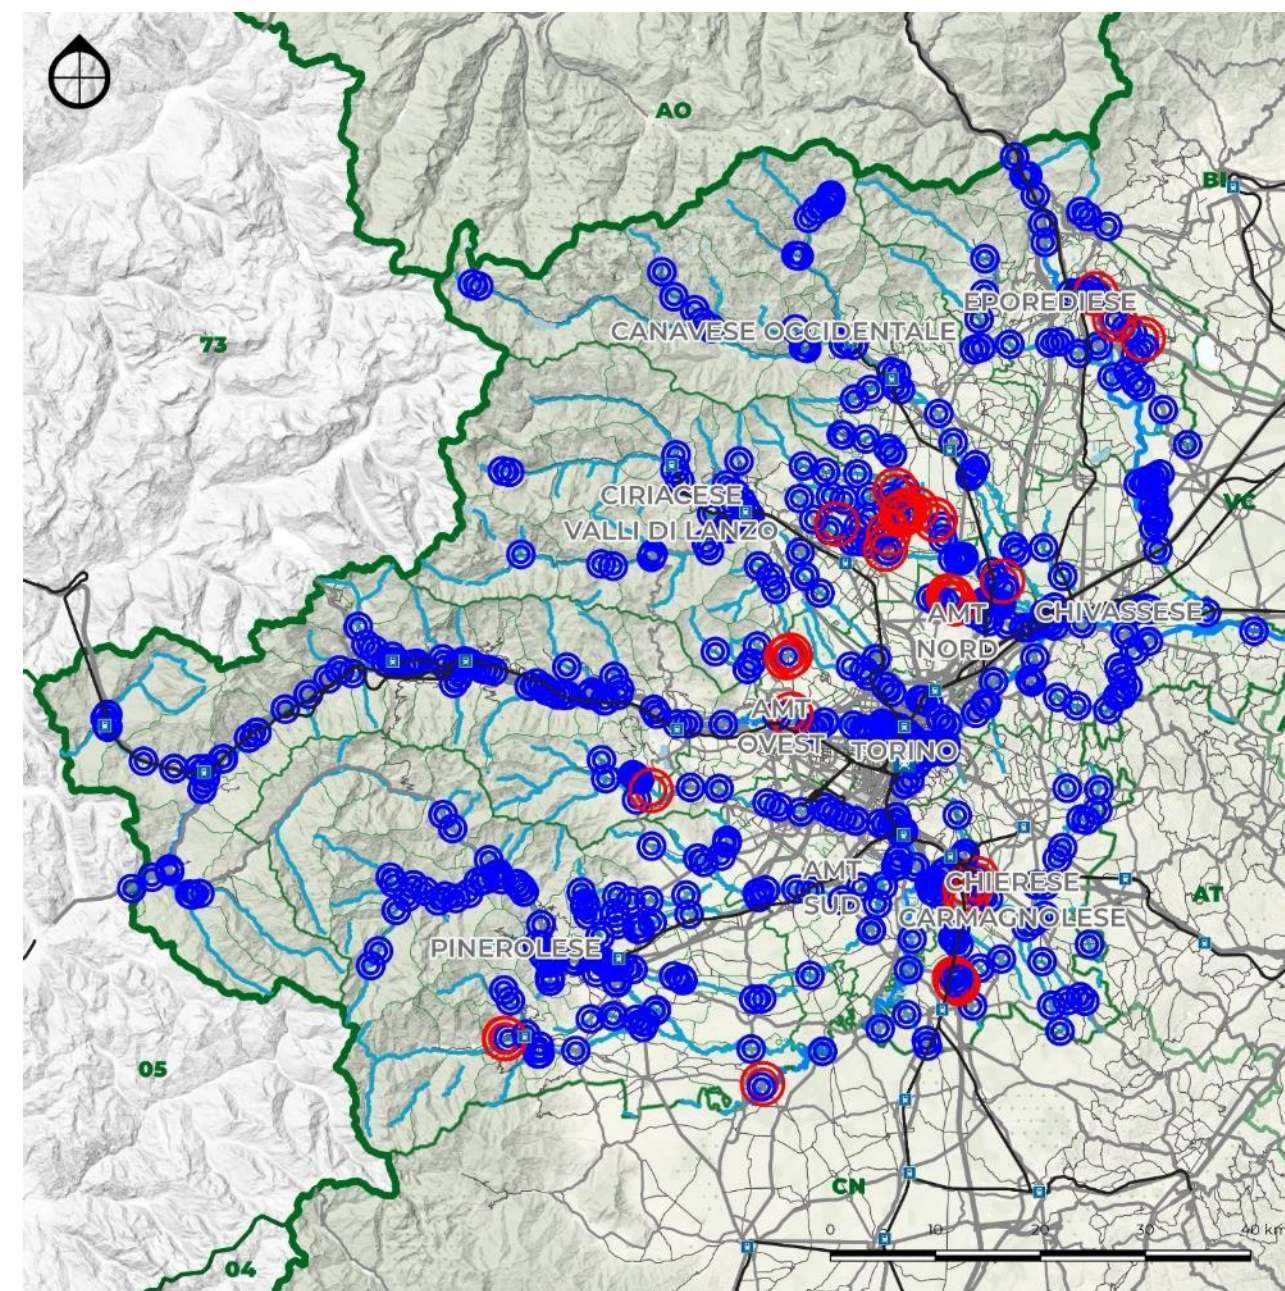 AO
BI
73
EPOREDIESE
CANAVESE OCCIDENTALE
CIRIACESE
VALLI DI LANZO
VC
AMT
NORD
CHIVASSESE
AMT
OVEST
TORINO
AMT
SUD
CHIERESE
CARMAGNOLESE
AT
PINEROLESE
05
CN
0 10 20 30 40 km
04